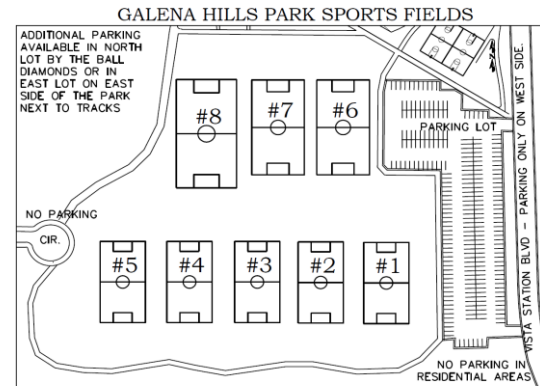 GALENA HILLS PARK SPORTS FIELDS
ADDITIONAL PARKING
AVAILABLE IN NORTH
LOT BY THE BALL
DIAMONDS OR IN
EAST LOT ON EAST
SIDE OF THE PARK
NEXT TO TRACKS
#8
#7
#6
PARKING LOT
VISTA STATION BLVD - PARKING ONLY ON WEST SIDE.
NO PARKING
CIR.
#5
#4
#3
#2
#1
NO PARKING IN
RESIDENTIAL AREAS